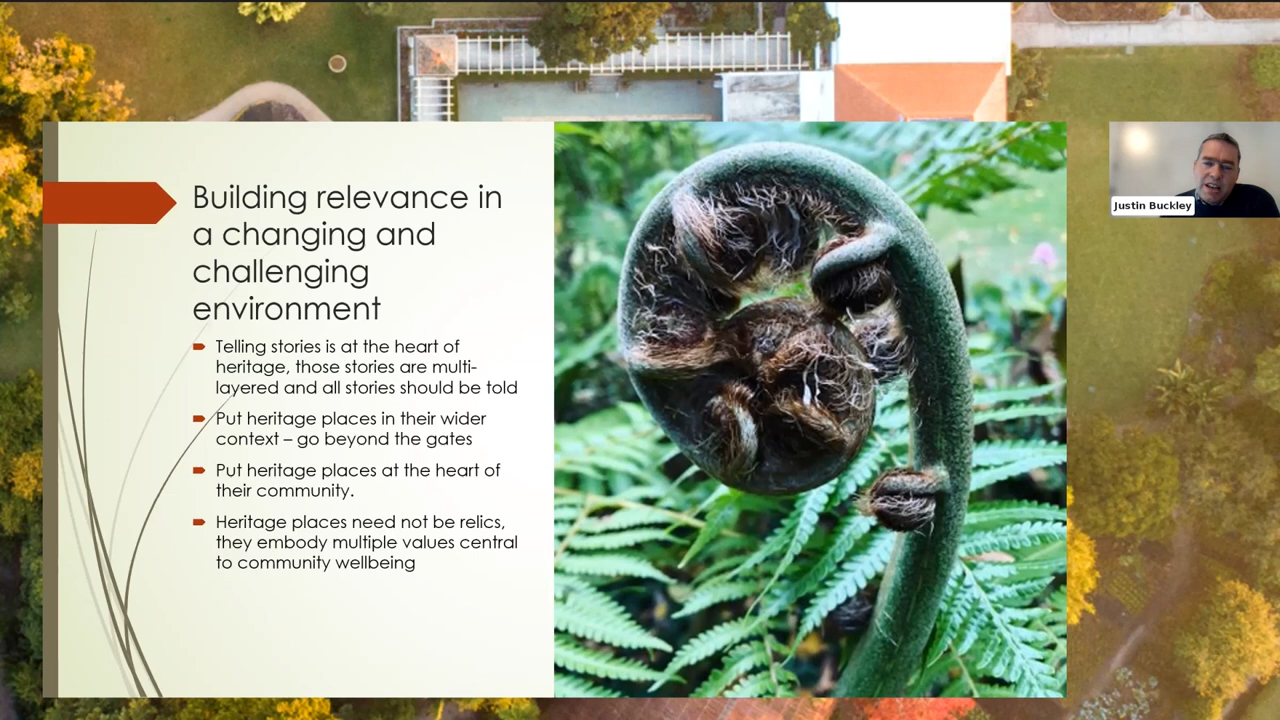 Building relevance in
a changing and
challenging
environment
Telling stories is at the heart of
heritage, those stories are multi-
layered and all stories should be told
Put heritage places in their wider
context – go beyond the gates
Put heritage places at the heart of
their community.
Heritage places need not be relics,
they embody multiple values central
to community wellbeing
Justin Buckley